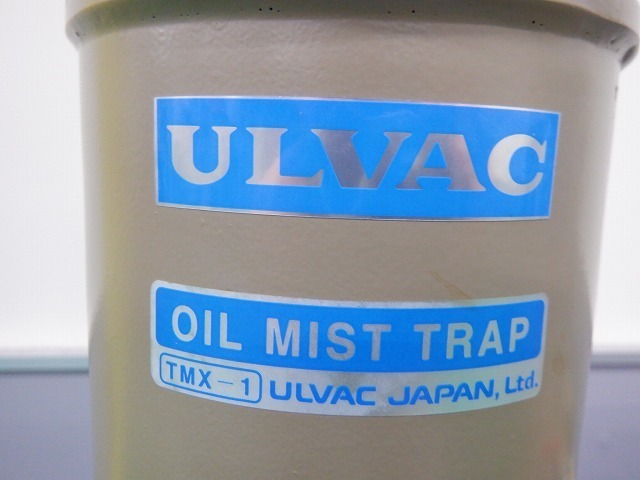 ULVAC
OIL MIST TRAP
TMX-1 ULVAC JAPAN, Ltd.